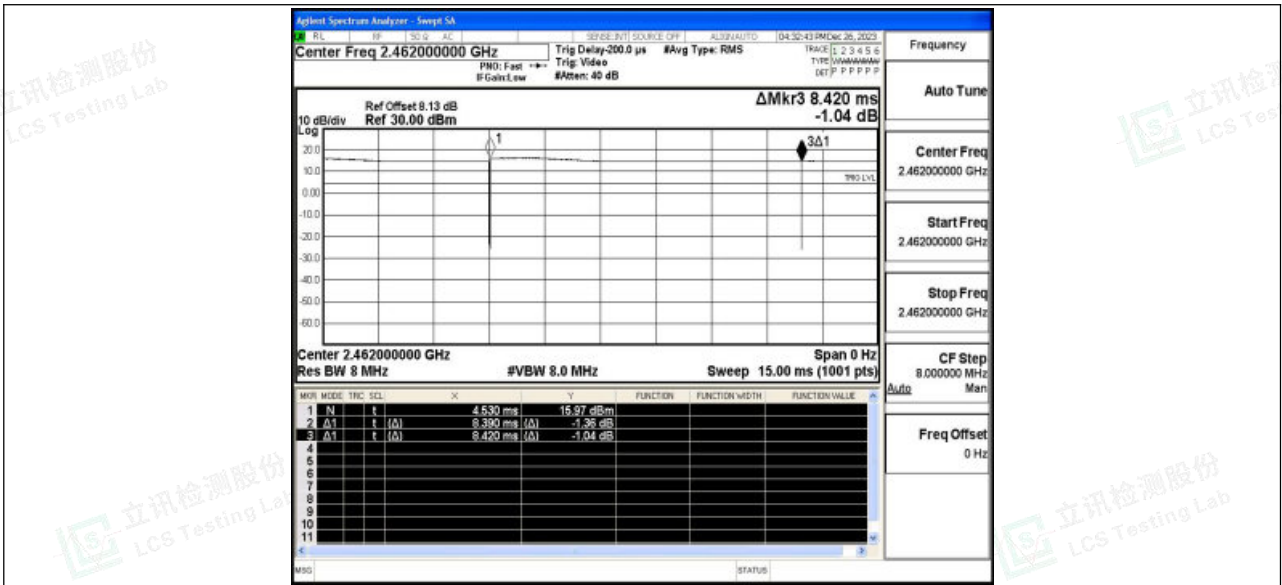 Agilent Spectrum Analyzer - Swept SA
RL RF 50 Ω AC SENSE:INT SOURCE OFF ALIGNAUTO 04:32:43 PM Dec 26, 2023
Center Freq 2.462000000 GHz
PNO: Fast
IFGain:Low
Trig Delay-200.0 µs #Avg Type: RMS
Trig: Video
#Atten: 40 dB
TRACE 1 2 3 4 5 6
TYPE WWWWWWW
DET P P P P P P
ΔMkr3 8.420 ms
-1.04 dB
Ref Offset 8.13 dB
10 dB/div Ref 30.00 dBm
Log
1
3Δ1
20.0
10.0
TRIG LVL
0.00
-10.0
-20.0
-30.0
-40.0
-50.0
-60.0
Center 2.462000000 GHz Span 0 Hz
Res BW 8 MHz #VBW 8.0 MHz Sweep 15.00 ms (1001 pts)
MKR MODE TRC SCL X Y FUNCTION FUNCTION WIDTH FUNCTION VALUE
1 N t 4.530 ms 15.97 dBm
2 Δ1 t (Δ) 8.390 ms (Δ) -1.36 dB
3 Δ1 t (Δ) 8.420 ms (Δ) -1.04 dB
4
5
6
7
8
9
10
11
MSG STATUS
Frequency
Auto Tune
Center Freq
2.462000000 GHz
Start Freq
2.462000000 GHz
Stop Freq
2.462000000 GHz
CF Step
8.000000 MHz
Auto Man
Freq Offset
0 Hz
立讯检测股份
LCS Testing Lab
立讯检测股份
LCS Testing Lab
立讯检测股份
LCS Testing Lab